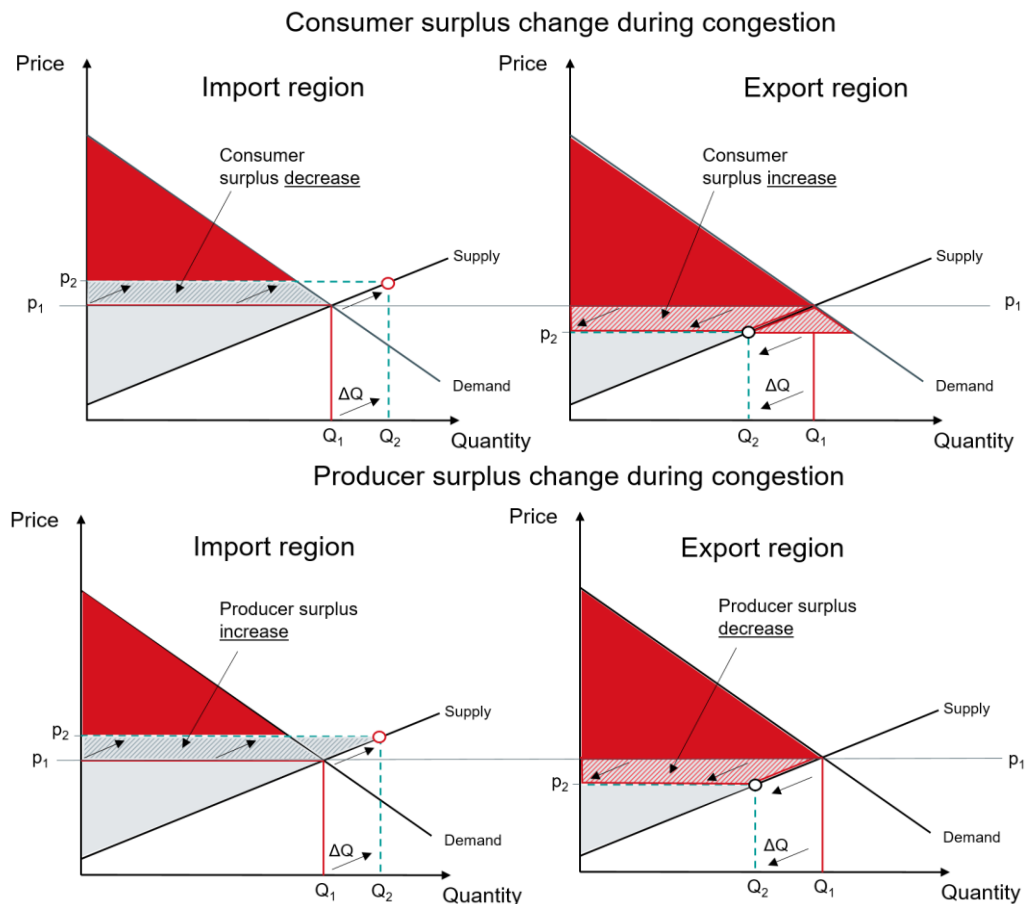 Consumer surplus change during congestion
Price
Import region
Consumer
surplus decrease
p₂
p₁
Supply
Demand
ΔQ
Q₁
Q₂
Quantity
Price
Export region
Consumer
surplus increase
Supply
p₁
p₂
Demand
ΔQ
Q₂
Q₁
Quantity
Producer surplus change during congestion
Price
Import region
Producer surplus
increase
p₂
p₁
Supply
Demand
ΔQ
Q₁
Q₂
Quantity
Price
Export region
Producer surplus
decrease
Supply
p₁
p₂
Demand
ΔQ
Q₂
Q₁
Quantity